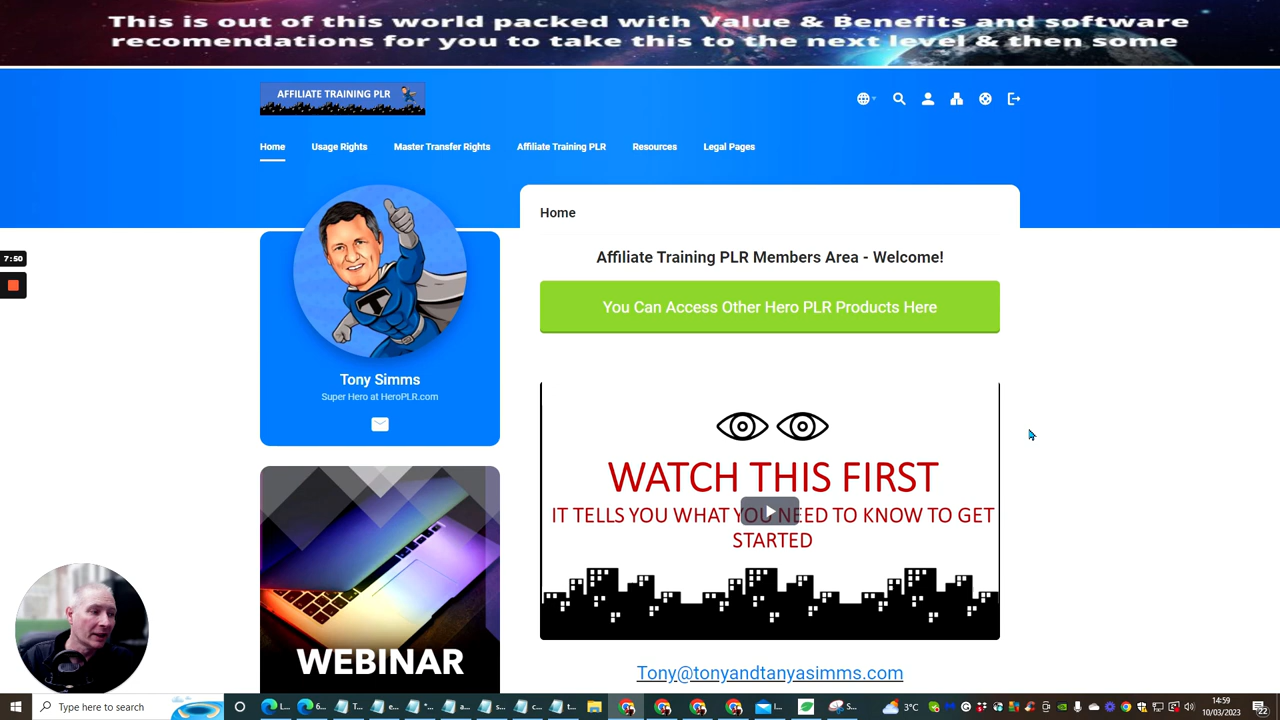 This is out of this world packed with Value & Benefits and software
recomendations for you to take this to the next level & then some
AFFILIATE TRAINING PLR
Home
Usage Rights
Master Transfer Rights
Affiliate Training PLR
Resources
Legal Pages
Home
7:50
Affiliate Training PLR Members Area - Welcome!
You Can Access Other Hero PLR Products Here
T
Tony Simms
Super Hero at HeroPLR.com
WATCH THIS FIRST
IT TELLS YOU WHAT YOU NEED TO KNOW TO GET
STARTED
WEBINAR
Tony@tonyandtanyasimms.com
Type here to search
3°C
14:59
10/03/2023
22